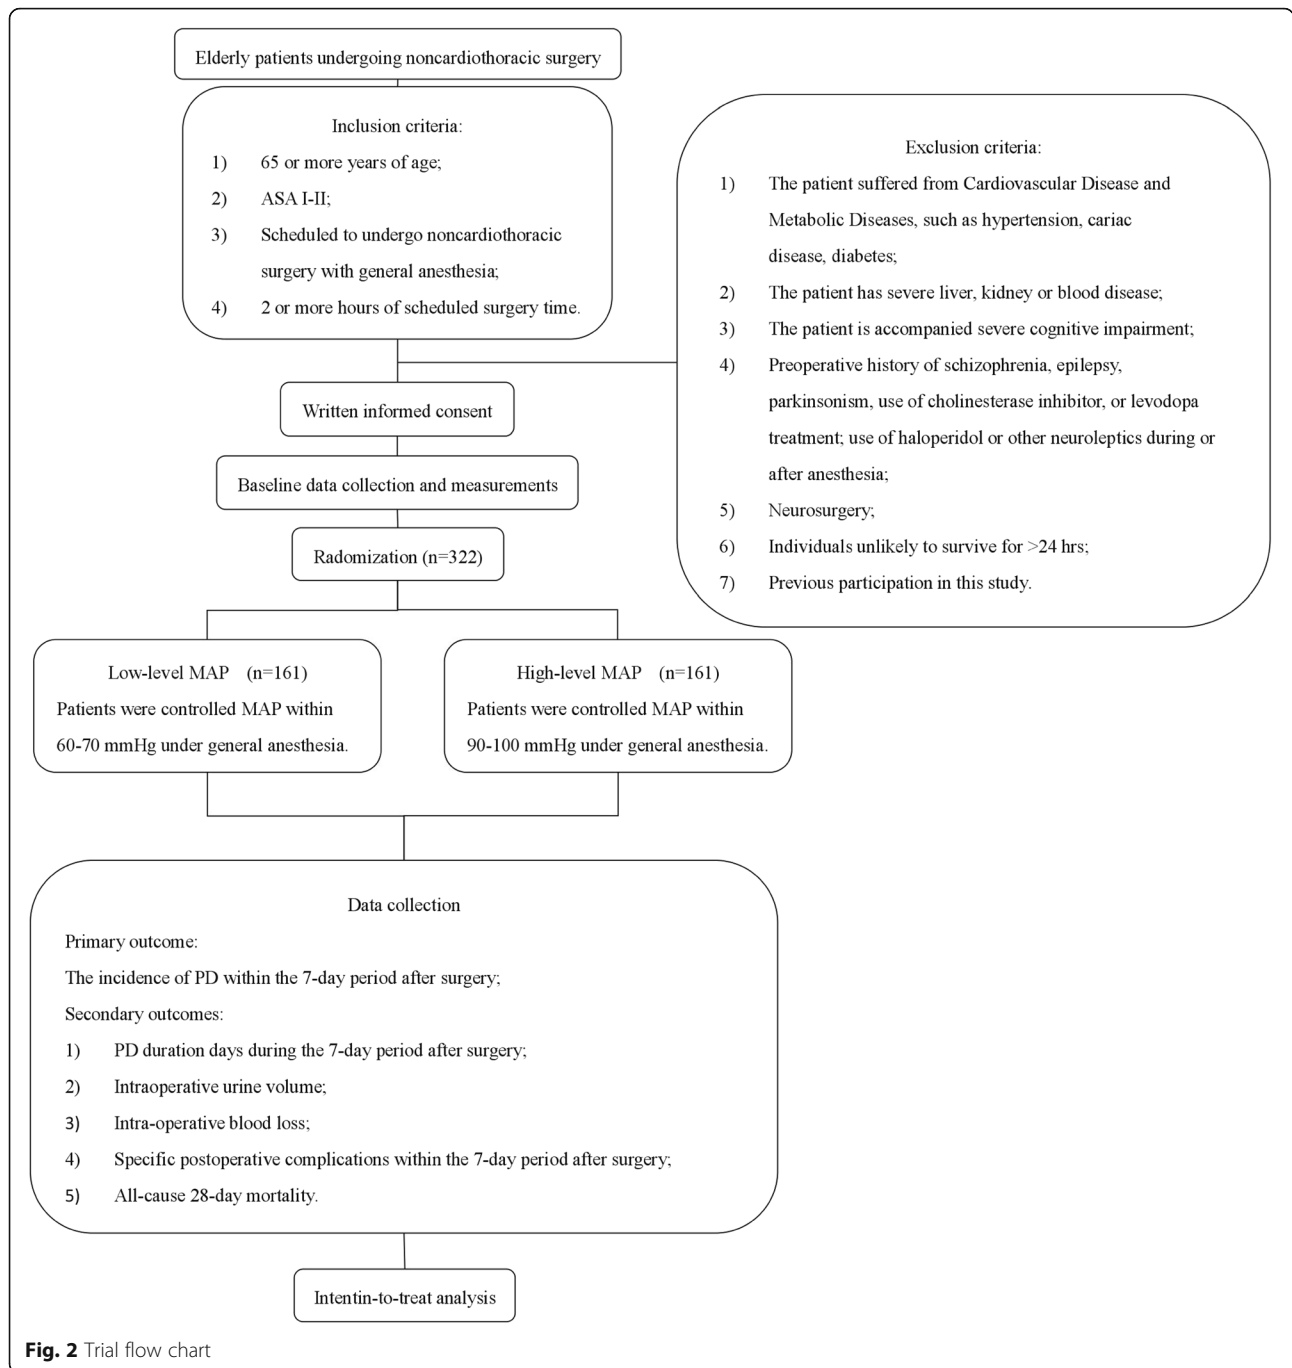 Elderly patients undergoing noncardiothoracic surgery
Inclusion criteria:
1) 65 or more years of age;
2) ASA I-II;
3) Scheduled to undergo noncardiothoracic
surgery with general anesthesia;
4) 2 or more hours of scheduled surgery time.
Exclusion criteria:
1) The patient suffered from Cardiovascular Disease and
Metabolic Diseases, such as hypertension, cariac
disease, diabetes;
2) The patient has severe liver, kidney or blood disease;
3) The patient is accompanied severe cognitive impairment;
4) Preoperative history of schizophrenia, epilepsy,
parkinsonism, use of cholinesterase inhibitor, or levodopa
treatment; use of haloperidol or other neuroleptics during or
after anesthesia;
5) Neurosurgery;
6) Individuals unlikely to survive for >24 hrs;
7) Previous participation in this study.
Written informed consent
Baseline data collection and measurements
Radomization (n=322)
Low-level MAP (n=161)
Patients were controlled MAP within
60-70 mmHg under general anesthesia.
High-level MAP (n=161)
Patients were controlled MAP within
90-100 mmHg under general anesthesia.
Data collection
Primary outcome:
The incidence of PD within the 7-day period after surgery;
Secondary outcomes:
1) PD duration days during the 7-day period after surgery;
2) Intraoperative urine volume;
3) Intra-operative blood loss;
4) Specific postoperative complications within the 7-day period after surgery;
5) All-cause 28-day mortality.
Intentin-to-treat analysis
Fig. 2 Trial flow chart